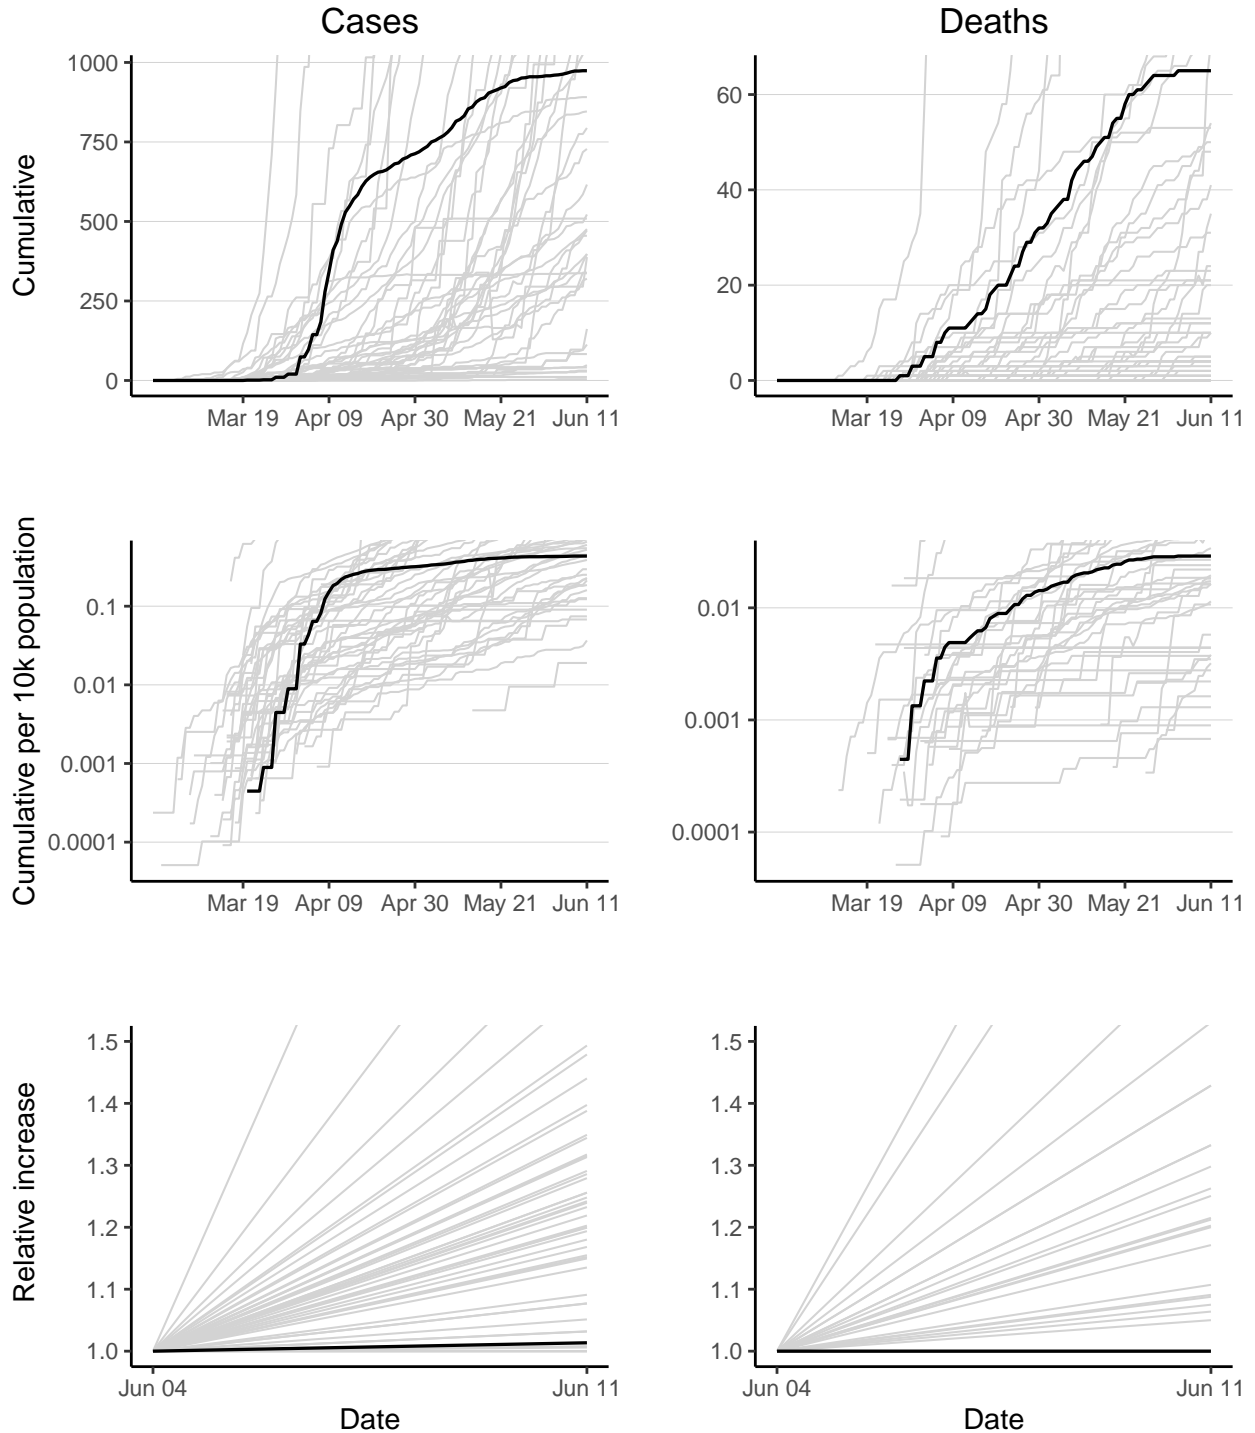 Cases
Deaths
Cumulative
1000
750
500
250
0
Mar 19 Apr 09 Apr 30 May 21 Jun 11
60
40
20
0
Mar 19 Apr 09 Apr 30 May 21 Jun 11
Cumulative per 10k population
0.1
0.01
0.001
0.0001
Mar 19 Apr 09 Apr 30 May 21 Jun 11
0.01
0.001
0.0001
Mar 19 Apr 09 Apr 30 May 21 Jun 11
Relative increase
1.5
1.4
1.3
1.2
1.1
1.0
Jun 04 Jun 11
Date
1.5
1.4
1.3
1.2
1.1
1.0
Jun 04 Jun 11
Date